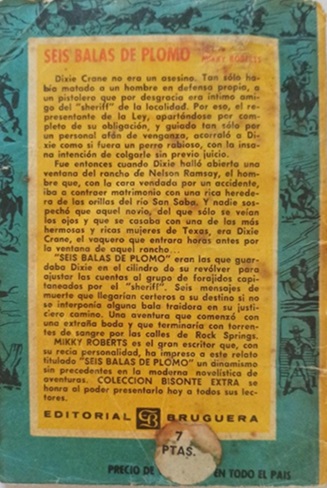 SEIS BALAS DE PLOMO
MIKKY ROBERTS
Dixie Crane no era un asesino. Tan sólo ha-
bía matado a un hombre en defensa propia, a
un pistolero que por desgracia era íntimo ami-
go del "sheriff" de la localidad. Por eso, el re-
presentante de la Ley, apartándose por com-
pleto de su obligación, y guiado tan sólo por
un personal afán de venganza, acorraló a Di-
xie como si fuera un perro rabioso, con la insa-
na intención de colgarle sin previo juicio.
Fue entonces cuando Dixie halló abierta una
ventana del rancho de Nelson Ramsay, el hom-
bre que, con la cara vendada por un accidente,
iba a contraer matrimonio con una rica herede-
ra de las orillas del río San Saba. Y nadie sos-
pechó que aquel novio, del que sólo se veían
los ojos y que se casaba con una de las más
hermosas y ricas mujeres de Texas, era Dixie
Crane, el vaquero que entrara horas antes por
la ventana de aquel rancho...
"SEIS BALAS DE PLOMO" eran las que guar-
daba Dixie en el cilindro de su revólver para
ajustar las cuentas al grupo de forajidos capi-
taneados por el "sheriff". Seis mensajes de
muerte que llegarían certeros a su destino si no
se interponía alguna bala traidora en su justi-
ciero camino. Una aventura que comenzó con
una extraña boda y que terminaría con torren-
tes de sangre por las calles de Rock Springs.
MIKKY ROBERTS es el gran escritor que, con
su recia personalidad, ha impreso a este relato
titulado "SEIS BALAS DE PLOMO" un dinamismo
sin precedentes en la moderna novelística de
aventuras. COLECCION BISONTE EXTRA se
honra al poder presentarlo hoy a todos sus lec-
tores.
EDITORIAL B BRUGUERA
7
PTAS.
PRECIO DE EN TODO EL PAIS